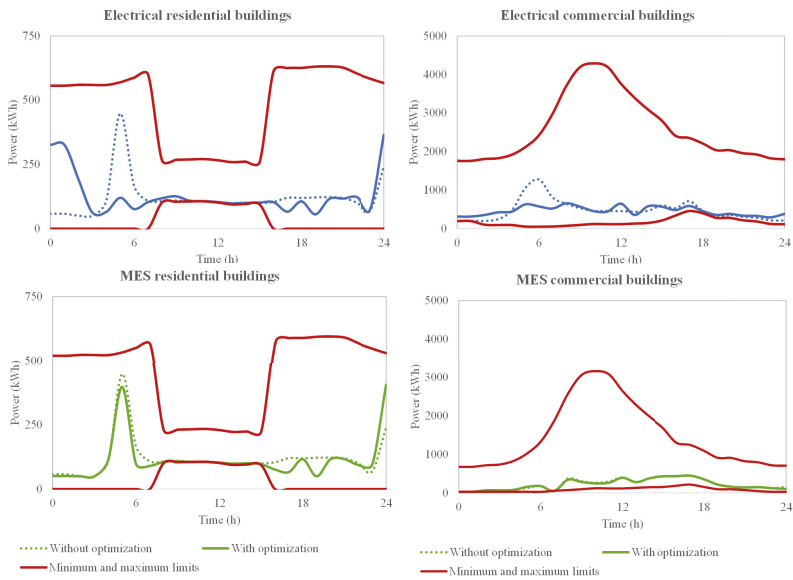 Electrical residential buildings
750
500
250
0
Power (kWh)
0 6 12 18 24
Time (h)
Electrical commercial buildings
5000
4000
3000
2000
1000
0
Power (kWh)
0 6 12 18 24
Time (h)
MES residential buildings
750
500
250
0
Power (kWh)
0 6 12 18 24
Time (h)
Without optimization With optimization
Minimum and maximum limits
MES commercial buildings
5000
4000
3000
2000
1000
0
Power (kWh)
0 6 12 18 24
Time (h)
Without optimization With optimization
Minimum and maximum limits